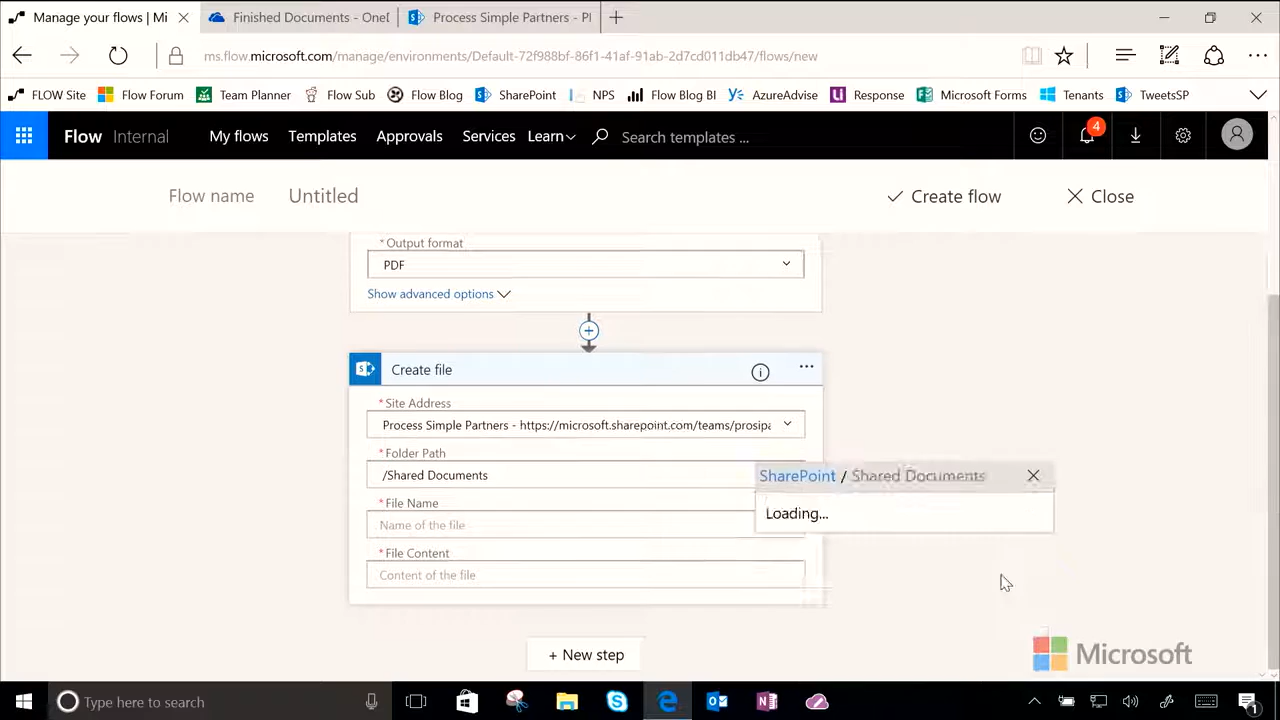 Manage your flows | Mi
Finished Documents - OneD
Process Simple Partners - Pl
ms.flow.microsoft.com/manage/environments/Default-72f988bf-86f1-41af-91ab-2d7cd011db47/flows/new
FLOW Site
Flow Forum
Team Planner
Flow Sub
Flow Blog
SharePoint
NPS
Flow Blog BI
AzureAdvise
Response
Microsoft Forms
Tenants
TweetsSP
Flow Internal
My flows
Templates
Approvals
Services
Learn
Search templates ...
4
Flow name
Untitled
Create flow
Close
*Output format
PDF
Show advanced options
Create file
*Site Address
Process Simple Partners - https://microsoft.sharepoint.com/teams/prosipa
*Folder Path
/Shared Documents
SharePoint / Shared Documents
Loading...
*File Name
Name of the file
*File Content
Content of the file
+ New step
Microsoft
Type here to search
1